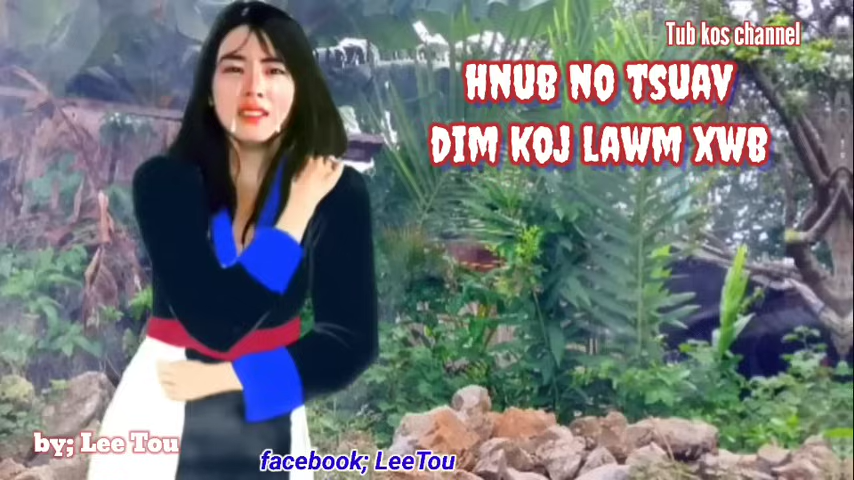 Tub kos channel
HNUB NO TSUAV
DIM KOJ LAWM XWB
by; Lee Tou
facebook; LeeTou